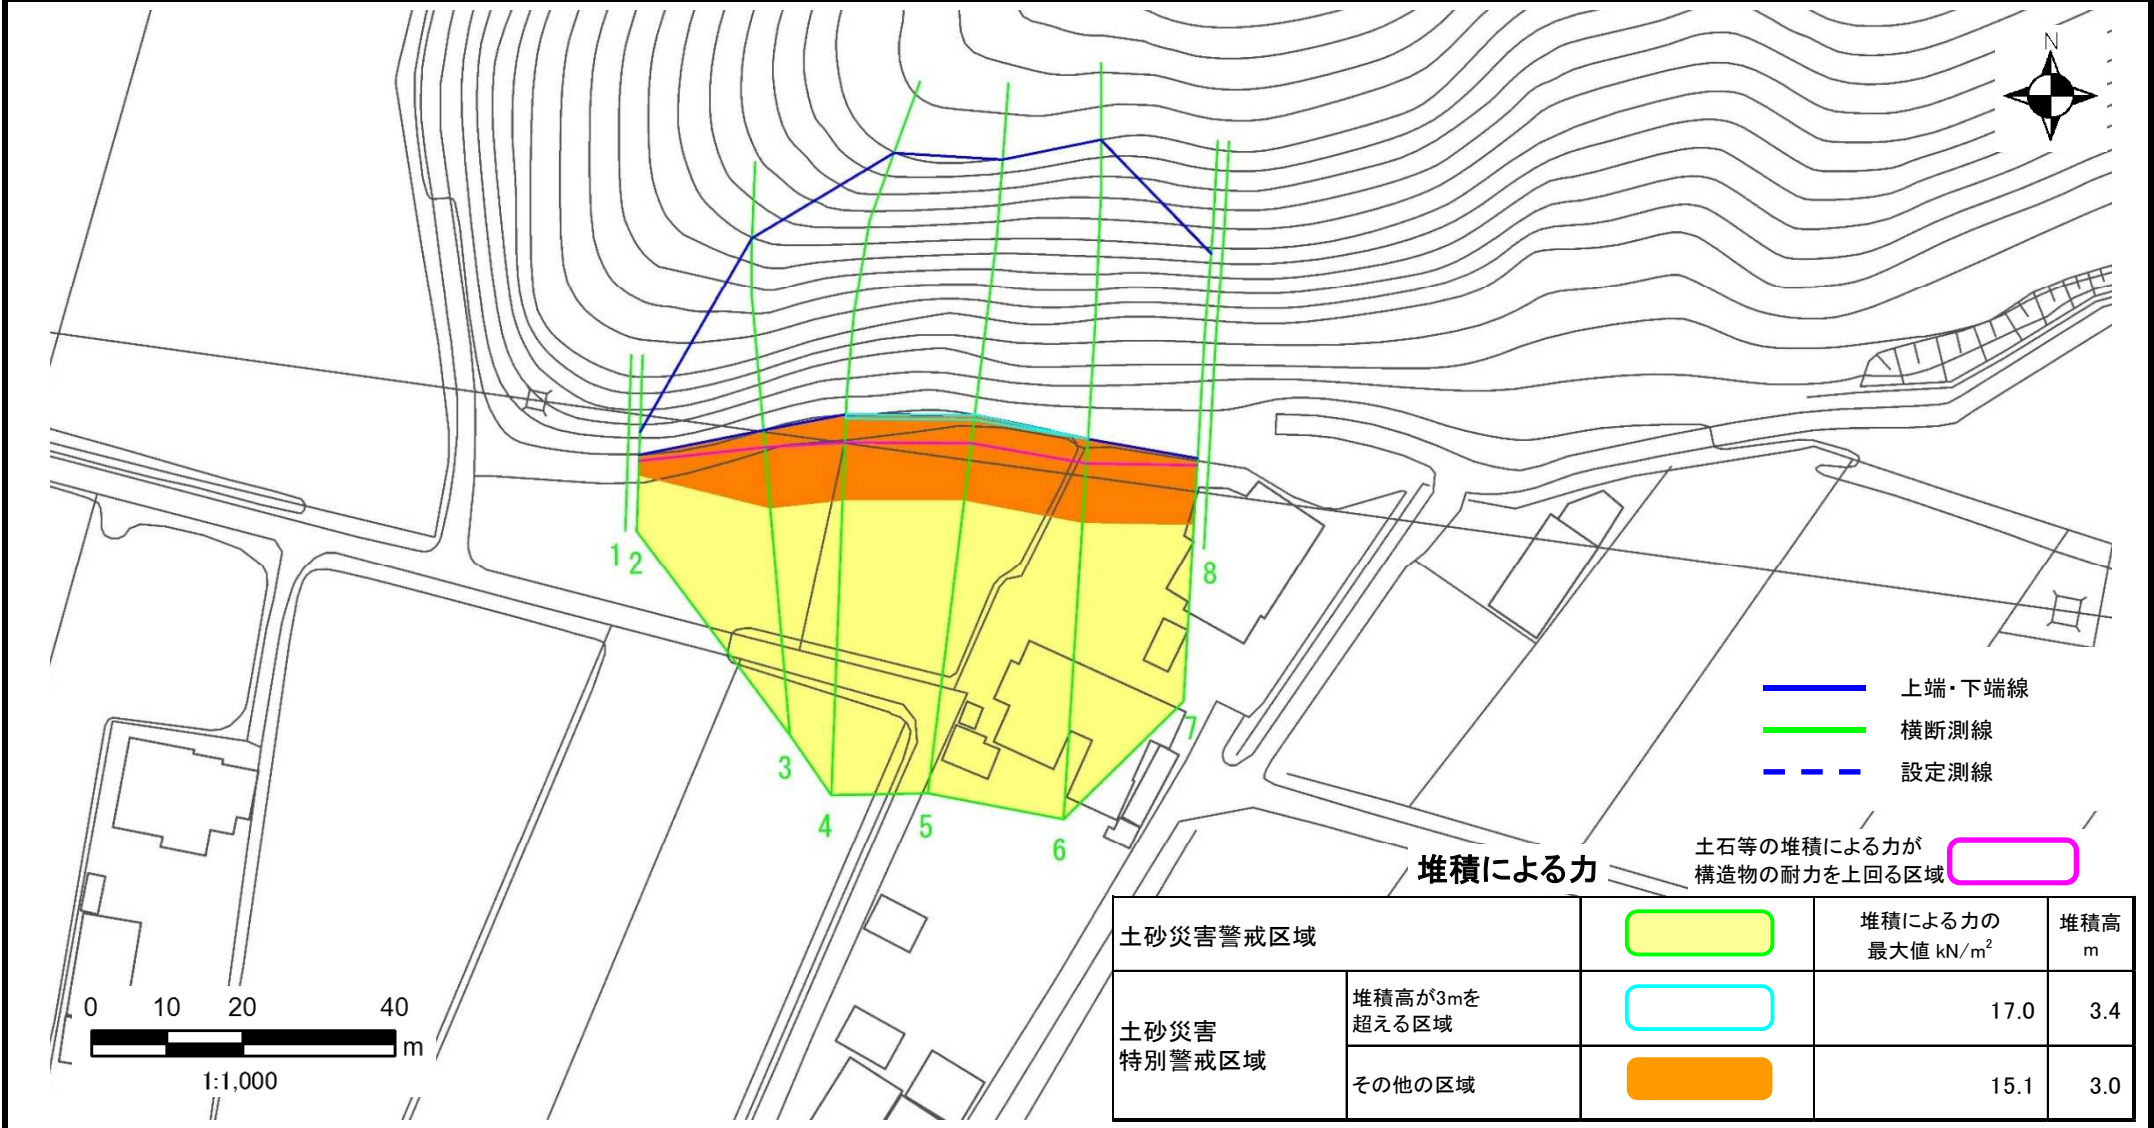 N
1
2
3
4
5
6
7
8
上端・下端線
横断測線
設定測線
土石等の堆積による力が
構造物の耐力を上回る区域
堆積による力
土砂災害警戒区域
堆積による力の
最大値 kN/m²
堆積高
m
土砂災害
特別警戒区域
堆積高が3mを
超える区域
17.0
3.4
その他の区域
15.1
3.0
0 10 20 40
m
1:1,000